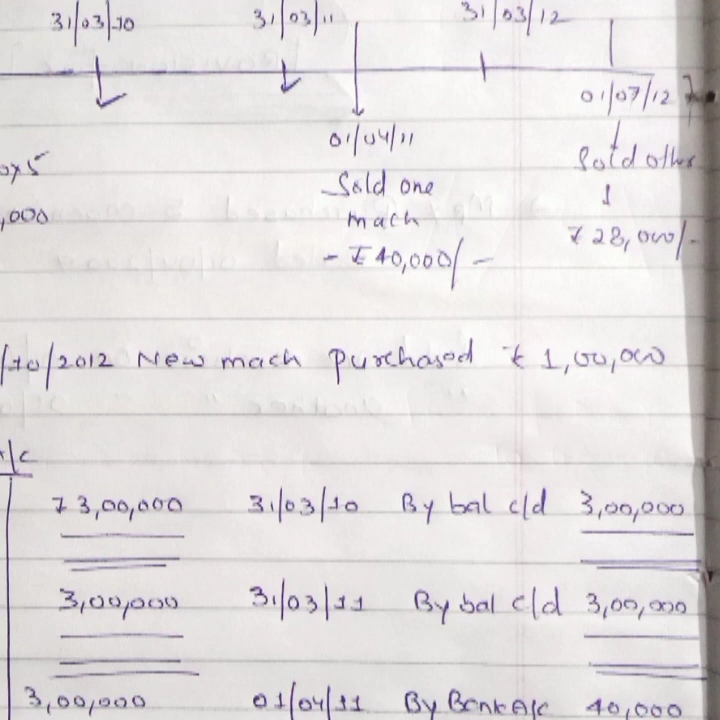 31/03/10 31/03/11 31/03/12
01/07/12
01/04/11
Sold other
0x5
Sold one
1
,000
mach
₹ 28,000/-
- ₹ 40,000/-
/10/2012 New mach purchased ₹ 1,00,000
A/c
₹ 3,00,000 31/03/10 By bal c/d 3,00,000
3,00,000 31/03/11 By bal c/d 3,00,000
3,00,000 01/04/11 By Bank A/c 40,000